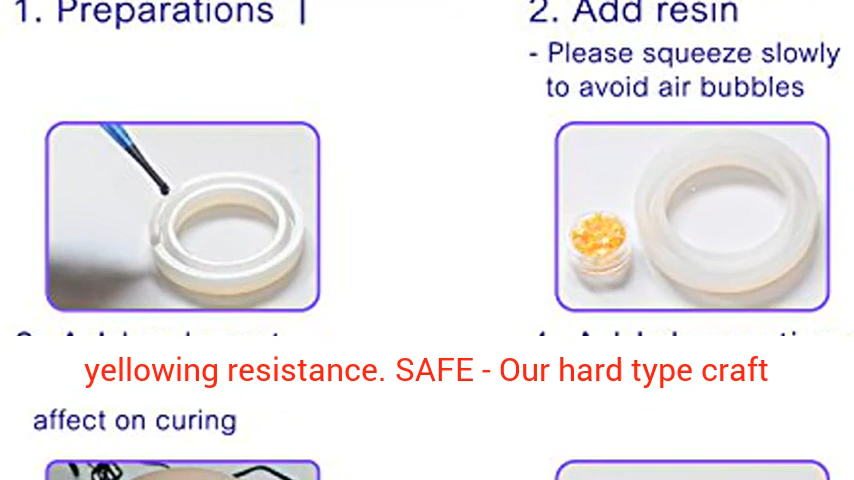 1. Preparations
2. Add resin
- Please squeeze slowly
to avoid air bubbles
yellowing resistance. SAFE - Our hard type craft
affect on curing